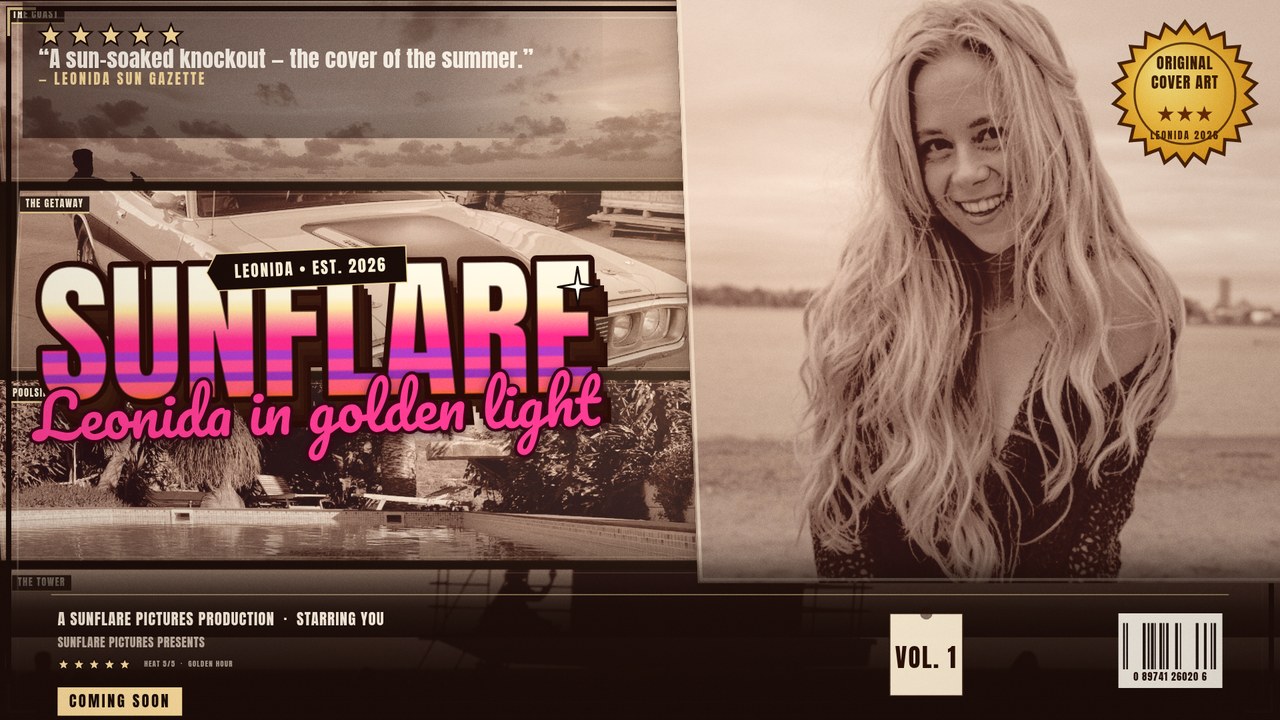 THE COAST
“A sun-soaked knockout – the cover of the summer.”
– LEONIDA SUN GAZETTE
ORIGINAL
COVER ART
LEONIDA 2026
THE GETAWAY
LEONIDA • EST. 2026
SUNFLARE
Leonida in golden light
THE TOWER
A SUNFLARE PICTURES PRODUCTION · STARRING YOU
SUNFLARE PICTURES PRESENTS
HEAT 5/5 · GOLDEN HOUR
COMING SOON
VOL. 1
0 89741 26020 6